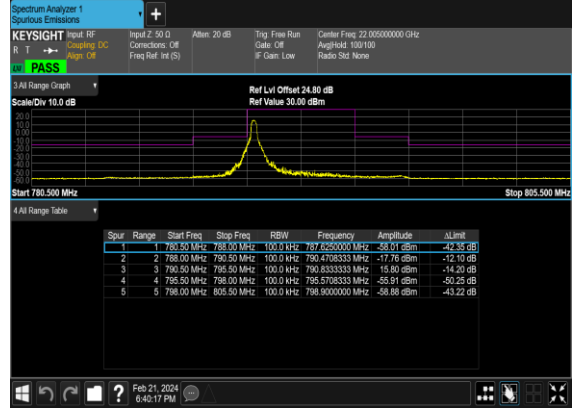 Spectrum Analyzer 1
Spurious Emissions
+
KEYSIGHT
R T
LW
PASS
Input: RF
Coupling: DC
Align: Off
Input Z: 50 Ω
Corrections: Off
Freq Ref: Int (S)
Atten: 20 dB
Trig: Free Run
Gate: Off
IF Gain: Low
Center Freq: 22.005000000 GHz
Avg|Hold: 100/100
Radio Std: None
3 All Range Graph
Scale/Div 10.0 dB
Ref Lvl Offset 24.80 dB
Ref Value 30.00 dBm
20.0
10.0
0.00
-10.0
-20.0
-30.0
-40.0
-50.0
-60.0
Start 780.500 MHz
Stop 805.500 MHz
4 All Range Table
Spur Range Start Freq Stop Freq RBW Frequency Amplitude ΔLimit
1 1 780.50 MHz 788.00 MHz 100.0 kHz 787.6250000 MHz -58.01 dBm -42.35 dB
2 2 788.00 MHz 790.50 MHz 100.0 kHz 790.4708333 MHz -17.76 dBm -12.10 dB
3 3 790.50 MHz 795.50 MHz 100.0 kHz 790.8333333 MHz 15.80 dBm -14.20 dB
4 4 795.50 MHz 798.00 MHz 100.0 kHz 795.5708333 MHz -55.91 dBm -50.25 dB
5 5 798.00 MHz 805.50 MHz 100.0 kHz 798.9000000 MHz -58.88 dBm -43.22 dB
?
Feb 21, 2024
6:40:17 PM